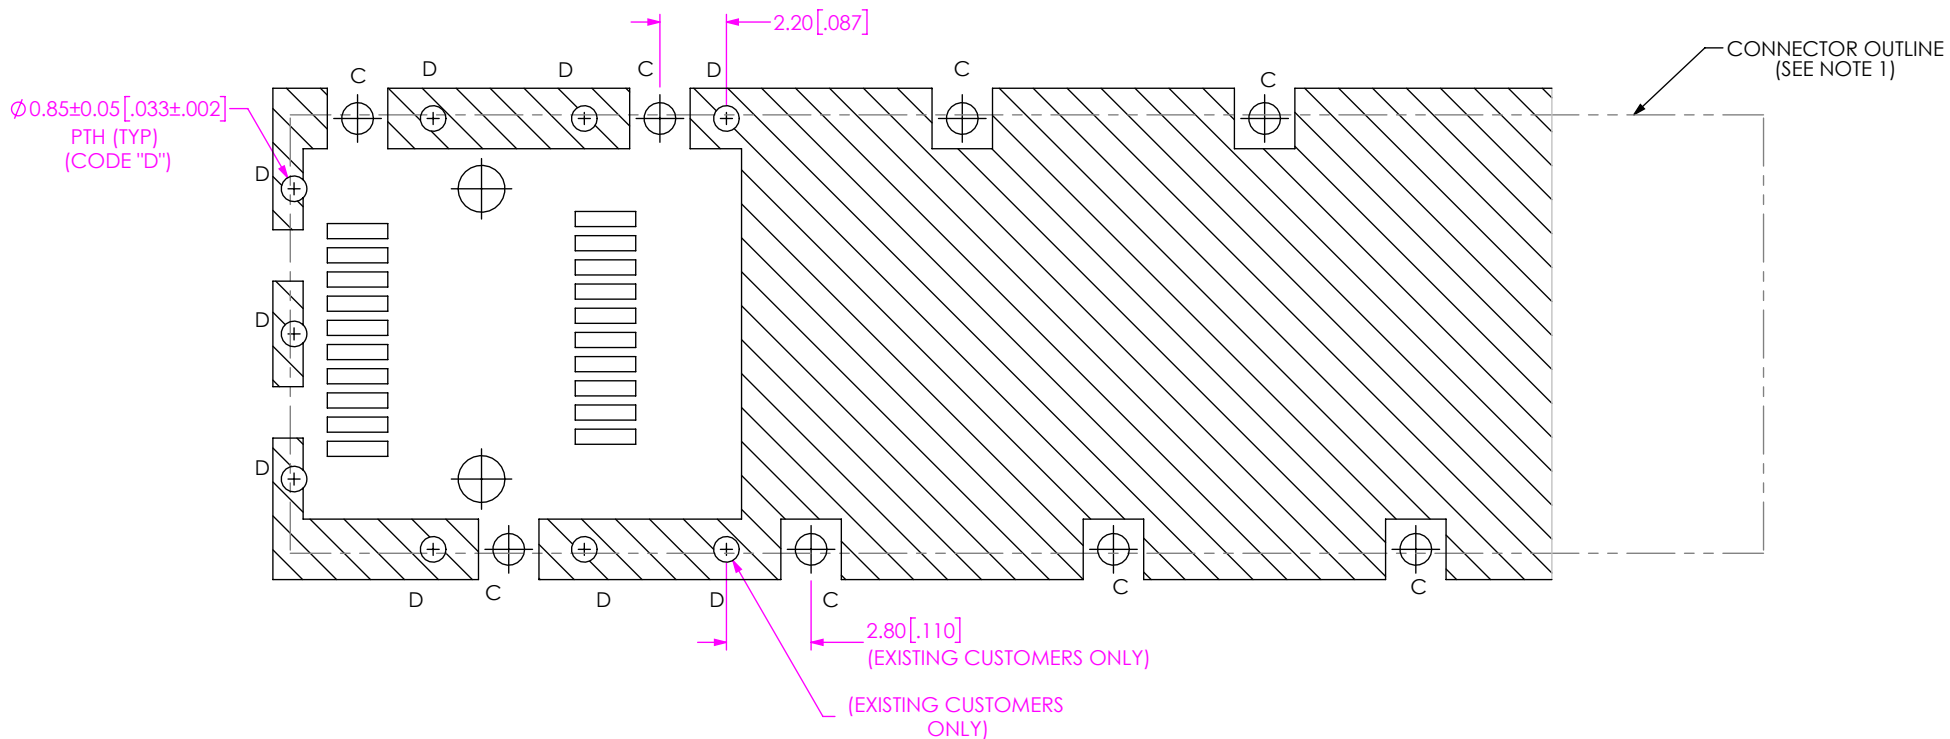 2.20[.087]
CONNECTOR OUTLINE
(SEE NOTE 1)
C
D
D
C
D
C
C
Ø0.85±0.05[.033±.002]
PTH (TYP)
(CODE "D")
D
D
D
D
C
D
D
C
C
C
2.80[.110]
(EXISTING CUSTOMERS ONLY)
(EXISTING CUSTOMERS
ONLY)